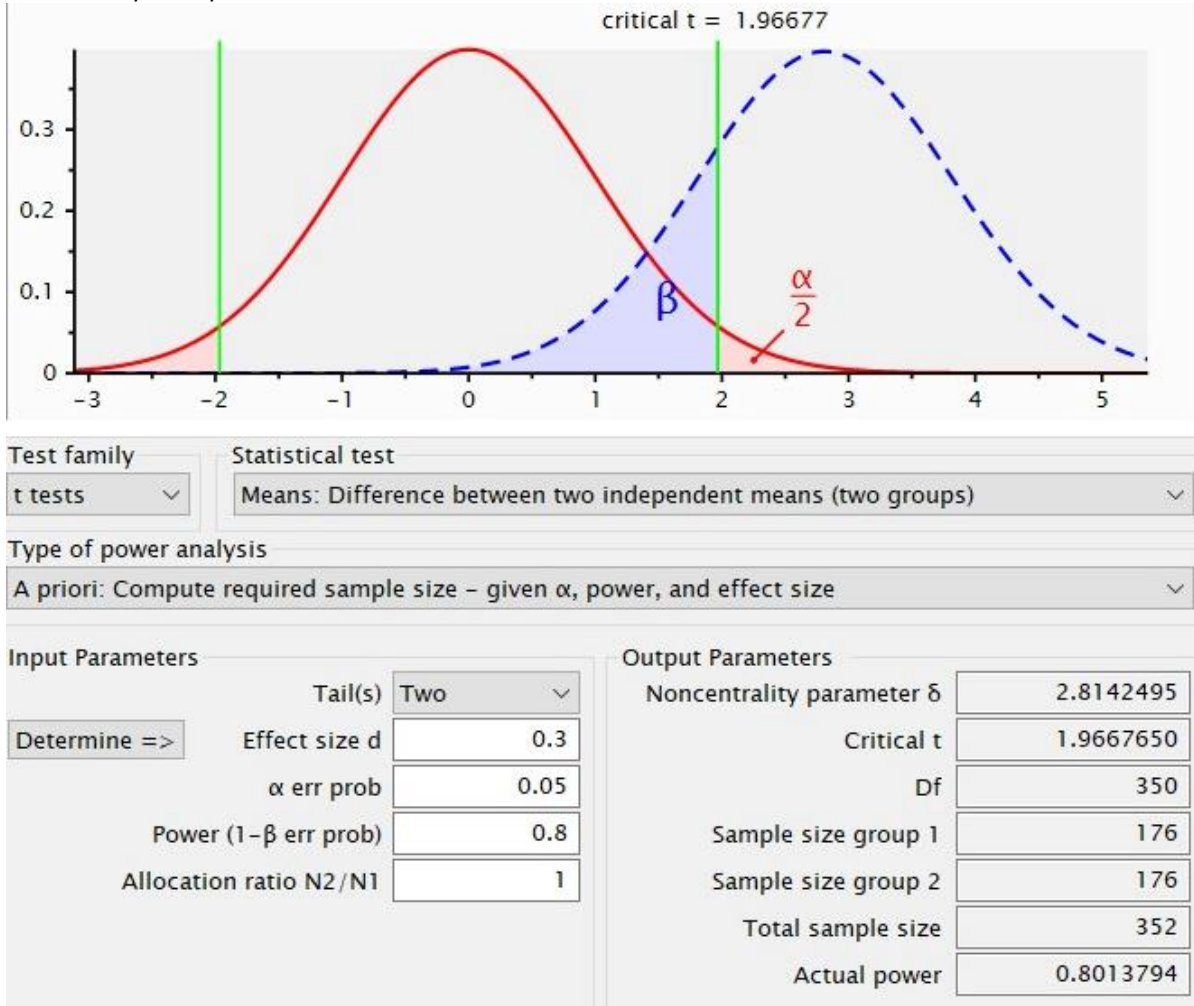 critical t = 1.96677
0.3
0.2
0.1
0
β
α
2
-3 -2 -1 0 1 2 3 4 5
Test family Statistical test
t tests Means: Difference between two independent means (two groups)
Type of power analysis
A priori: Compute required sample size – given α, power, and effect size
Input Parameters Output Parameters
Tail(s) Two Noncentrality parameter δ 2.8142495
Determine => Effect size d 0.3 Critical t 1.9667650
α err prob 0.05 Df 350
Power (1-β err prob) 0.8 Sample size group 1 176
Allocation ratio N2/N1 1 Sample size group 2 176
Total sample size 352
Actual power 0.8013794